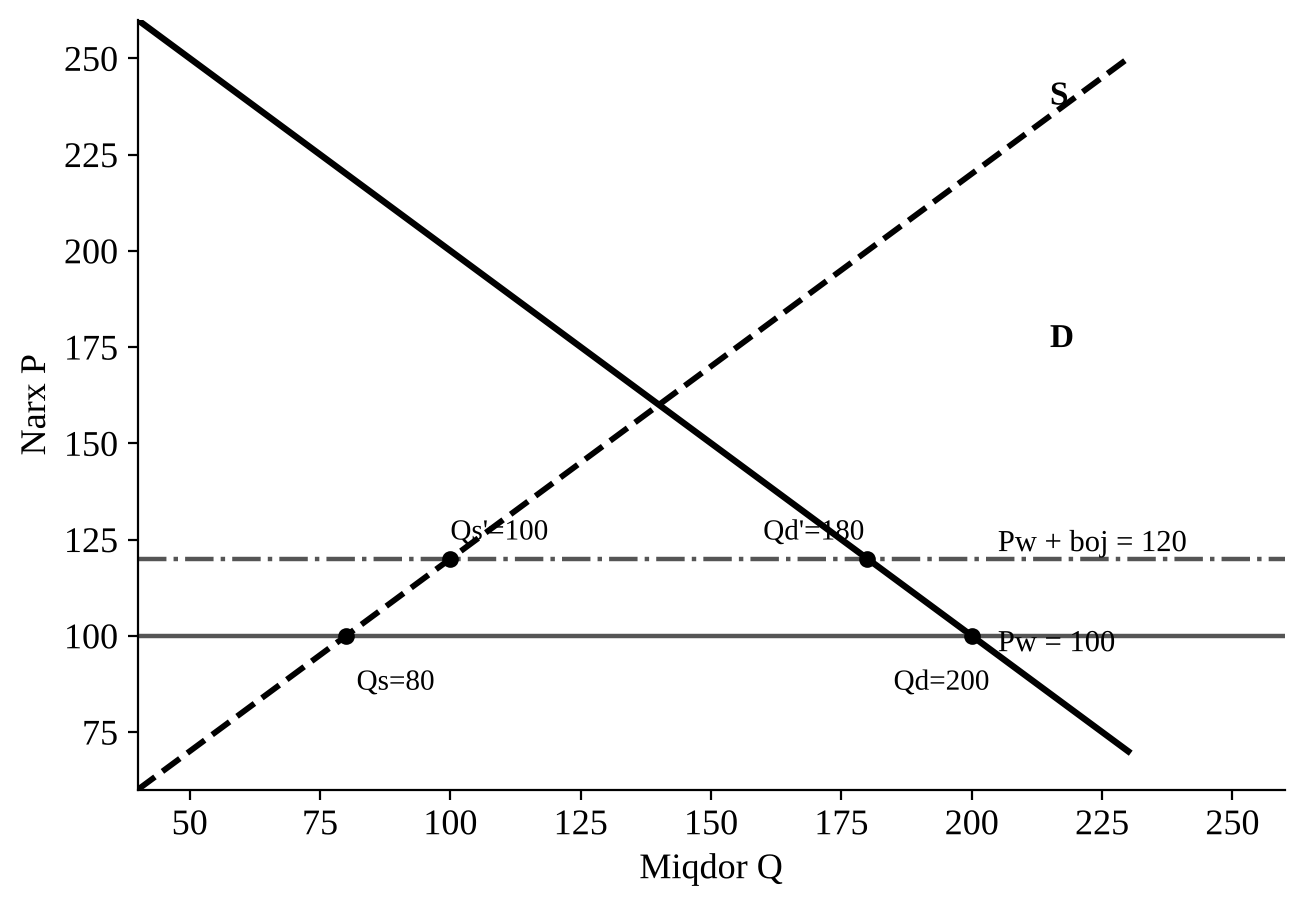 250
225
200
175
150
125
100
75
Narx P
S
D
Qs'=100
Qd'=180
Pw + boj = 120
Pw = 100
Qs=80
Qd=200
50 75 100 125 150 175 200 225 250
Miqdor Q